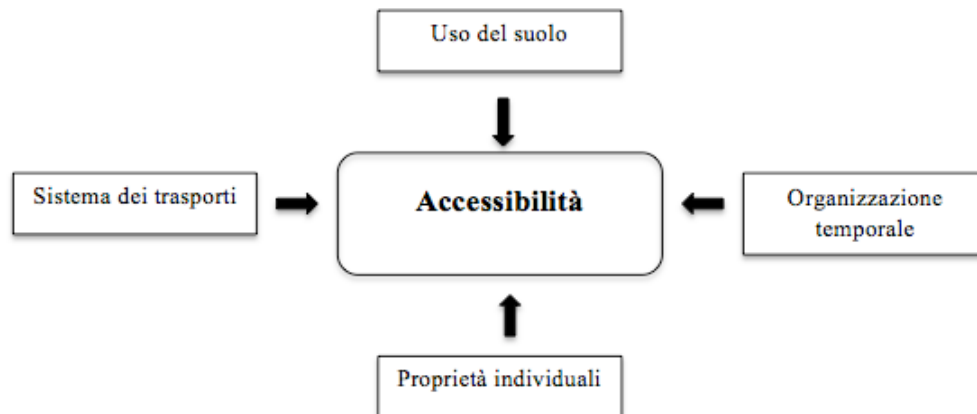 Uso del suolo
Sistema dei trasporti
Accessibilità
Organizzazione
temporale
Proprietà individuali